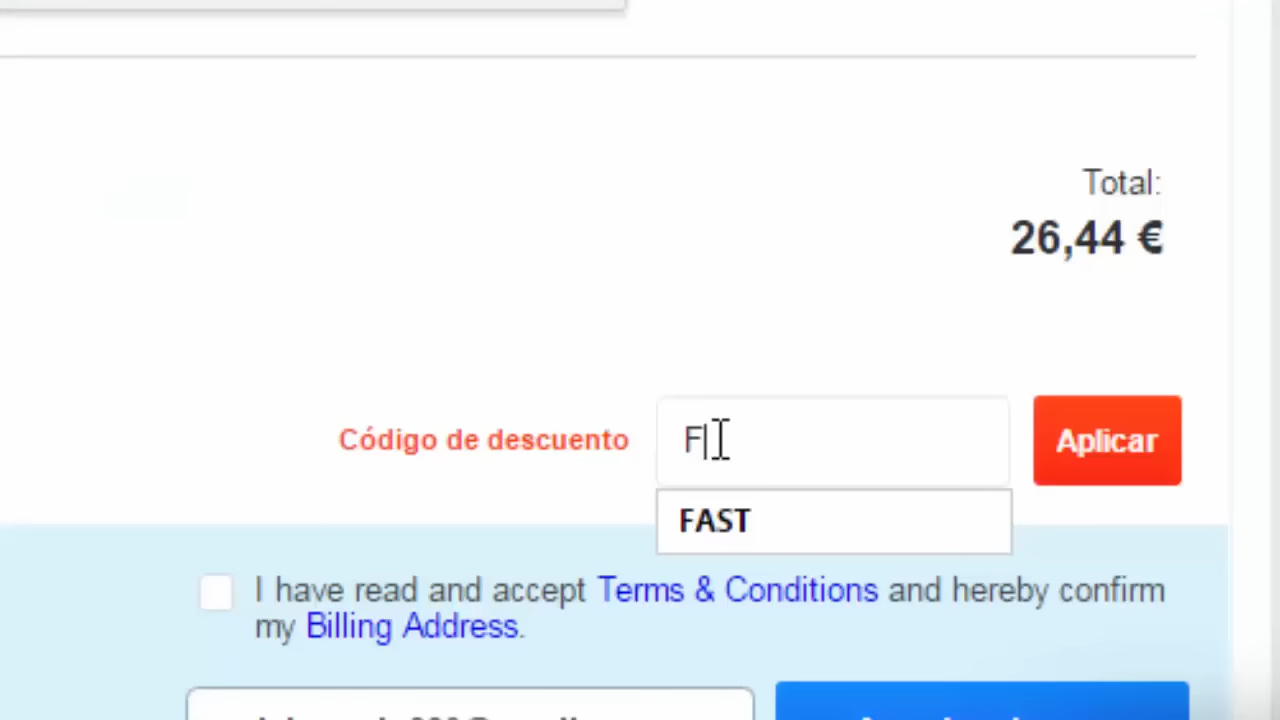 Total:
26,44 €
Código de descuento
F
Aplicar
FAST
I have read and accept Terms & Conditions and hereby confirm
my Billing Address.